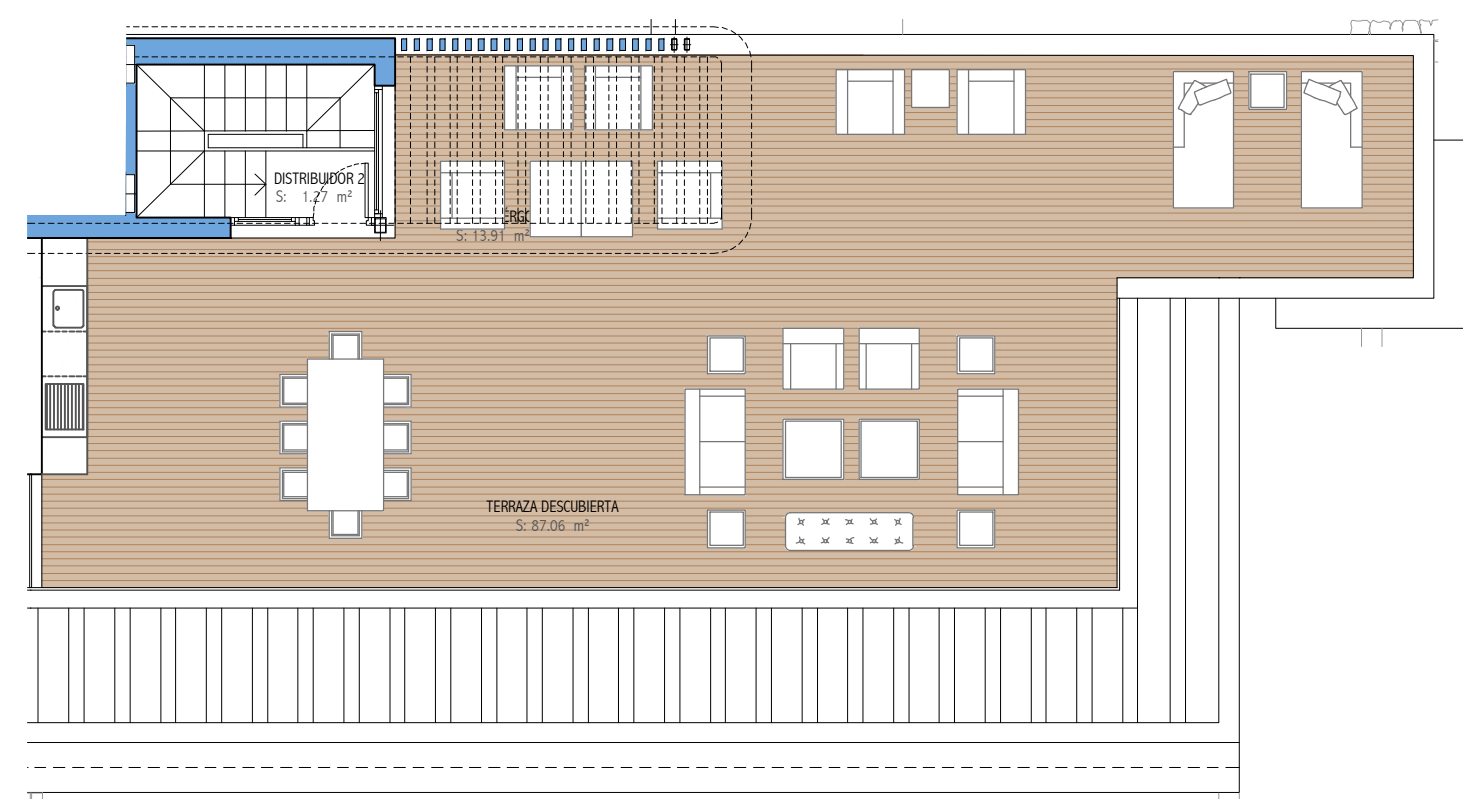 DISTRIBUIDOR 2
S: 1.27 m²
S: 13.91 m²
TERRAZA DESCUBIERTA
S: 87.06 m²